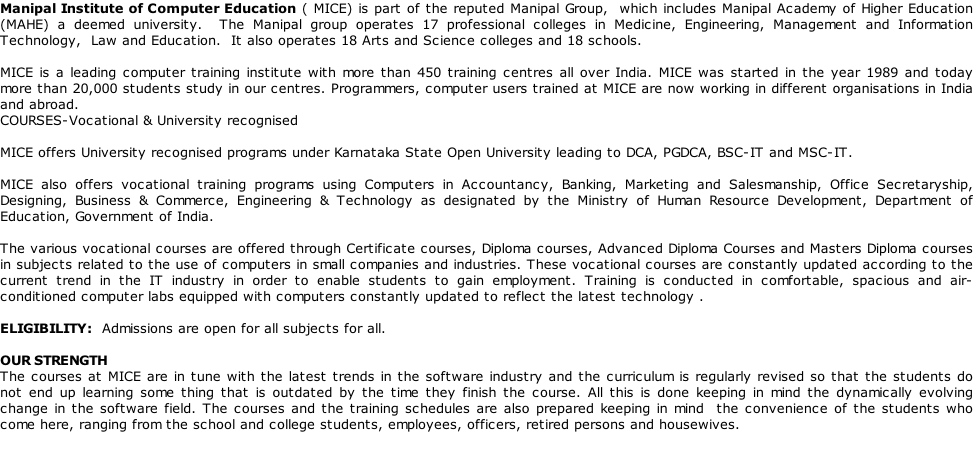 Manipal Institute of Computer Education ( MICE) is part of the reputed Manipal Group, which includes Manipal Academy of Higher Education
(MAHE) a deemed university. The Manipal group operates 17 professional colleges in Medicine, Engineering, Management and Information
Technology, Law and Education. It also operates 18 Arts and Science colleges and 18 schools.
MICE is a leading computer training institute with more than 450 training centres all over India. MICE was started in the year 1989 and today
more than 20,000 students study in our centres. Programmers, computer users trained at MICE are now working in different organisations in India
and abroad.
COURSES-Vocational & University recognised
MICE offers University recognised programs under Karnataka State Open University leading to DCA, PGDCA, BSC-IT and MSC-IT.
MICE also offers vocational training programs using Computers in Accountancy, Banking, Marketing and Salesmanship, Office Secretaryship,
Designing, Business & Commerce, Engineering & Technology as designated by the Ministry of Human Resource Development, Department of
Education, Government of India.
The various vocational courses are offered through Certificate courses, Diploma courses, Advanced Diploma Courses and Masters Diploma courses
in subjects related to the use of computers in small companies and industries. These vocational courses are constantly updated according to the
current trend in the IT industry in order to enable students to gain employment. Training is conducted in comfortable, spacious and air-
conditioned computer labs equipped with computers constantly updated to reflect the latest technology .
ELIGIBILITY: Admissions are open for all subjects for all.
OUR STRENGTH
The courses at MICE are in tune with the latest trends in the software industry and the curriculum is regularly revised so that the students do
not end up learning some thing that is outdated by the time they finish the course. All this is done keeping in mind the dynamically evolving
change in the software field. The courses and the training schedules are also prepared keeping in mind the convenience of the students who
come here, ranging from the school and college students, employees, officers, retired persons and housewives.